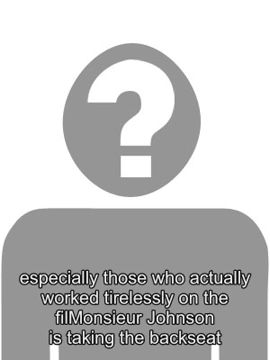 ?
especially those who actually
worked tirelessly on the
filMonsieur Johnson
is taking the backseat